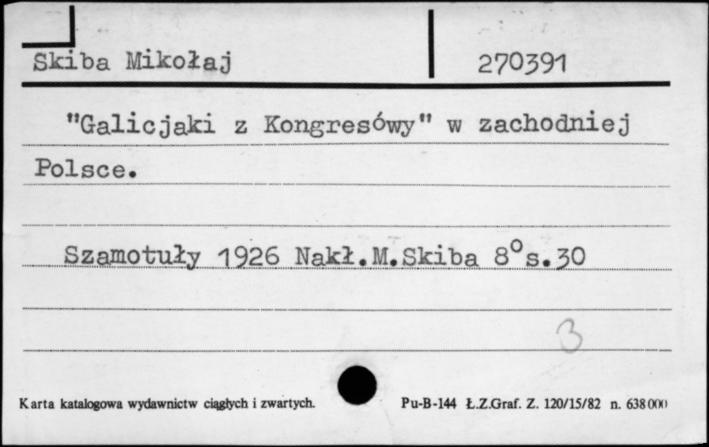 Skiba Mikołaj 270391
"Galicjaki z Kongresówy" w zachodniej
Polsce.
Szamotuły 1926 Nakł.M.Skiba 8° s.30
3
Karta katalogowa wydawnictw ciągłych i zwartych. Pu-B-144 Ł.Z.Graf. Z. 120/15/82 n. 638000